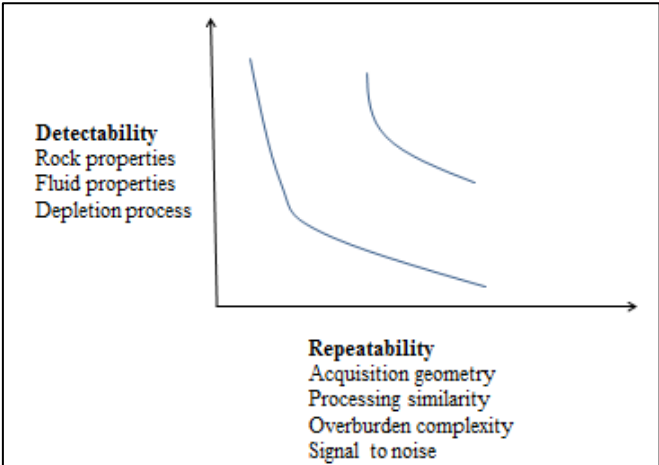 Detectability
Rock properties
Fluid properties
Depletion process
Repeatability
Acquisition geometry
Processing similarity
Overburden complexity
Signal to noise